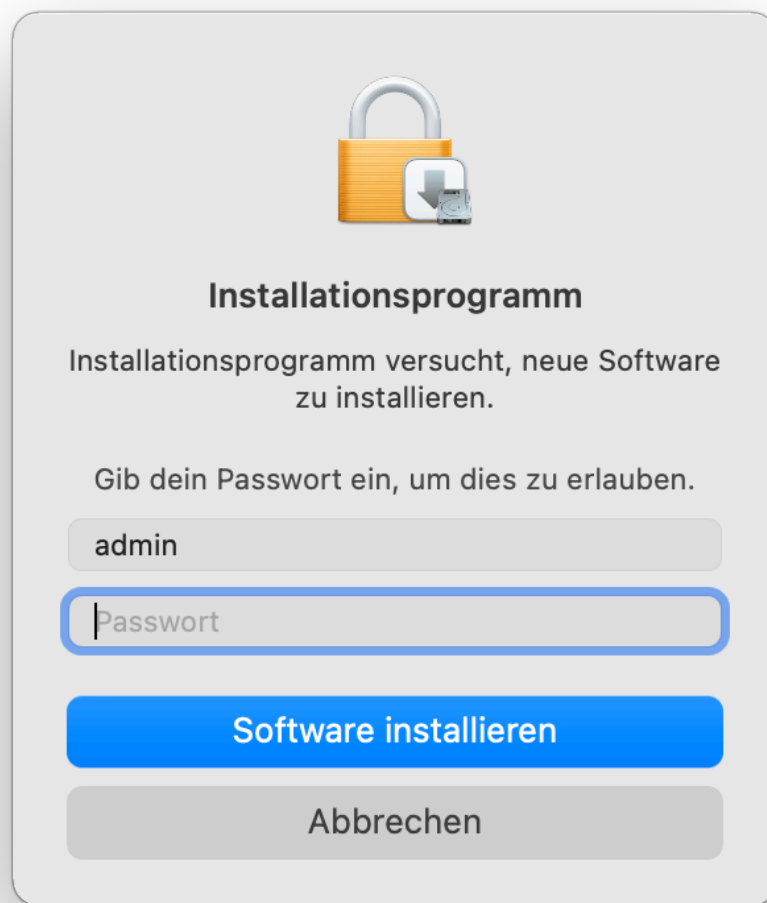 Installationsprogramm
Installationsprogramm versucht, neue Software
zu installieren.
Gib dein Passwort ein, um dies zu erlauben.
admin
Passwort
Software installieren
Abbrechen